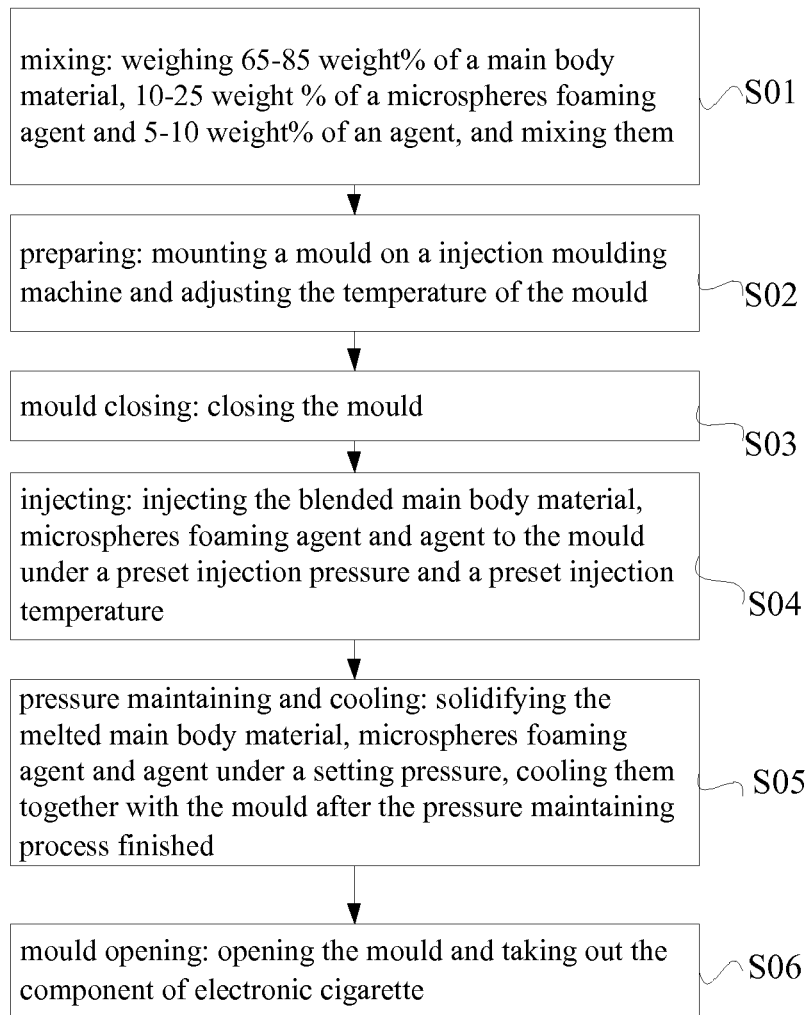 mixing: weighing 65-85 weight% of a main body
material, 10-25 weight % of a microspheres foaming
agent and 5-10 weight% of an agent, and mixing them
S01
preparing: mounting a mould on a injection moulding
machine and adjusting the temperature of the mould
S02
mould closing: closing the mould
S03
injecting: injecting the blended main body material,
microspheres foaming agent and agent to the mould
under a preset injection pressure and a preset injection
temperature
S04
pressure maintaining and cooling: solidifying the
melted main body material, microspheres foaming
agent and agent under a setting pressure, cooling them
together with the mould after the pressure maintaining
process finished
S05
mould opening: opening the mould and taking out the
component of electronic cigarette
S06